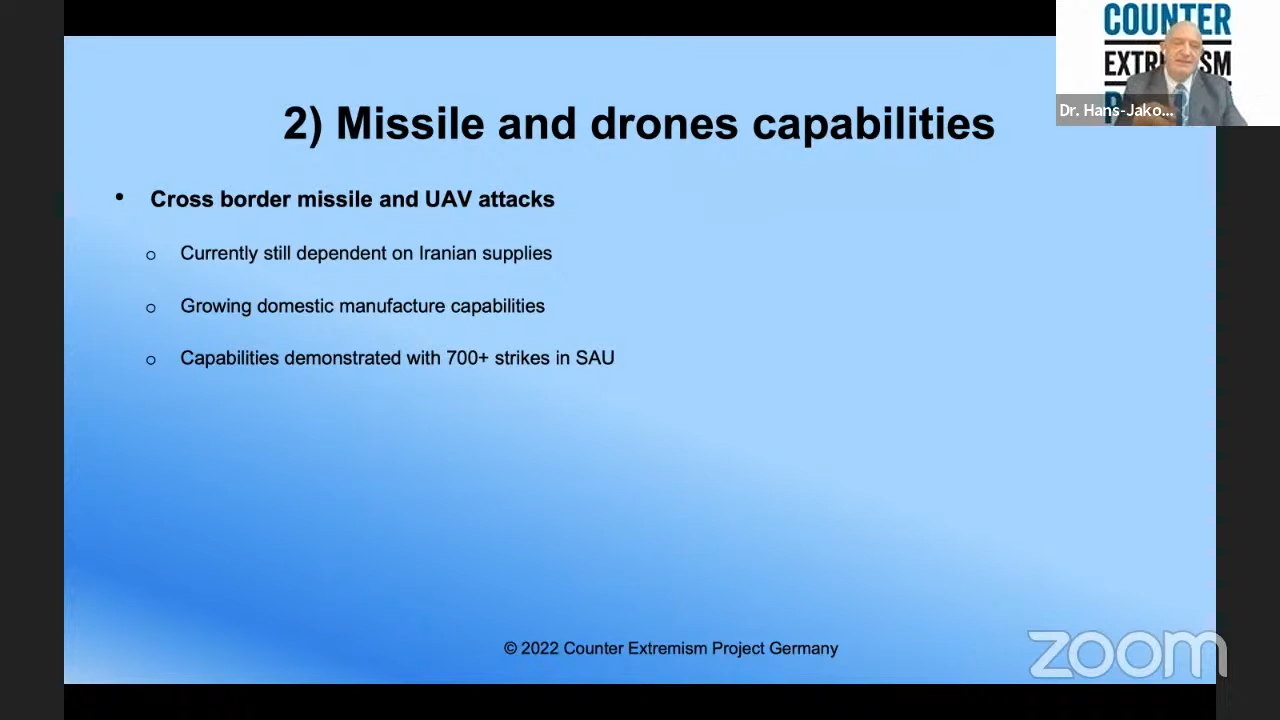 COUNTER
EXTREMISM
Dr. Hans-Jako...
2) Missile and drones capabilities
• Cross border missile and UAV attacks
o Currently still dependent on Iranian supplies
o Growing domestic manufacture capabilities
o Capabilities demonstrated with 700+ strikes in SAU
© 2022 Counter Extremism Project Germany
zoom